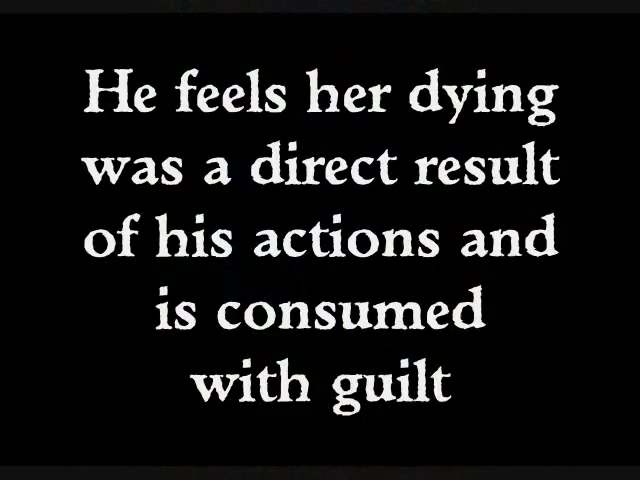 He feels her dying
was a direct result
of his actions and
is consumed
with guilt